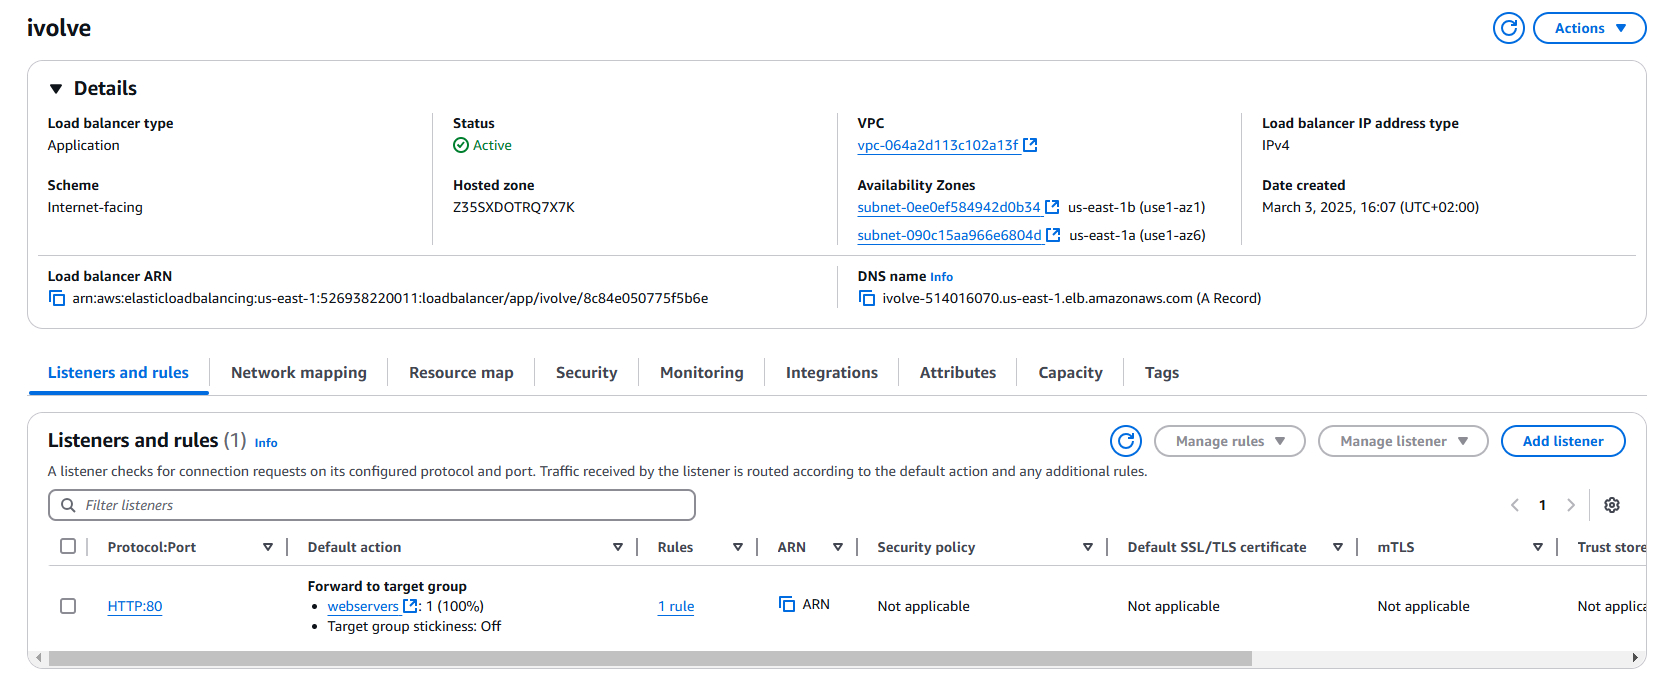 ivolve
Actions
Details
Load balancer type
Application
Status
Active
VPC
vpc-064a2d113c102a13f
Load balancer IP address type
IPv4
Scheme
Internet-facing
Hosted zone
Z35SXDOTRQ7X7K
Availability Zones
subnet-0ee0ef584942d0b34 us-east-1b (use1-az1)
subnet-090c15aa966e6804d us-east-1a (use1-az6)
Date created
March 3, 2025, 16:07 (UTC+02:00)
Load balancer ARN
arn:aws:elasticloadbalancing:us-east-1:526938220011:loadbalancer/app/ivolve/8c84e050775f5b6e
DNS name Info
ivolve-514016070.us-east-1.elb.amazonaws.com (A Record)
Listeners and rules Network mapping Resource map Security Monitoring Integrations Attributes Capacity Tags
Listeners and rules (1) Info
Manage rules Manage listener Add listener
A listener checks for connection requests on its configured protocol and port. Traffic received by the listener is routed according to the default action and any additional rules.
Filter listeners
1
Protocol:Port Default action Rules ARN Security policy Default SSL/TLS certificate mTLS Trust store
Forward to target group
HTTP:80 • webservers : 1 (100%) 1 rule ARN Not applicable Not applicable Not applicable Not applica
• Target group stickiness: Off